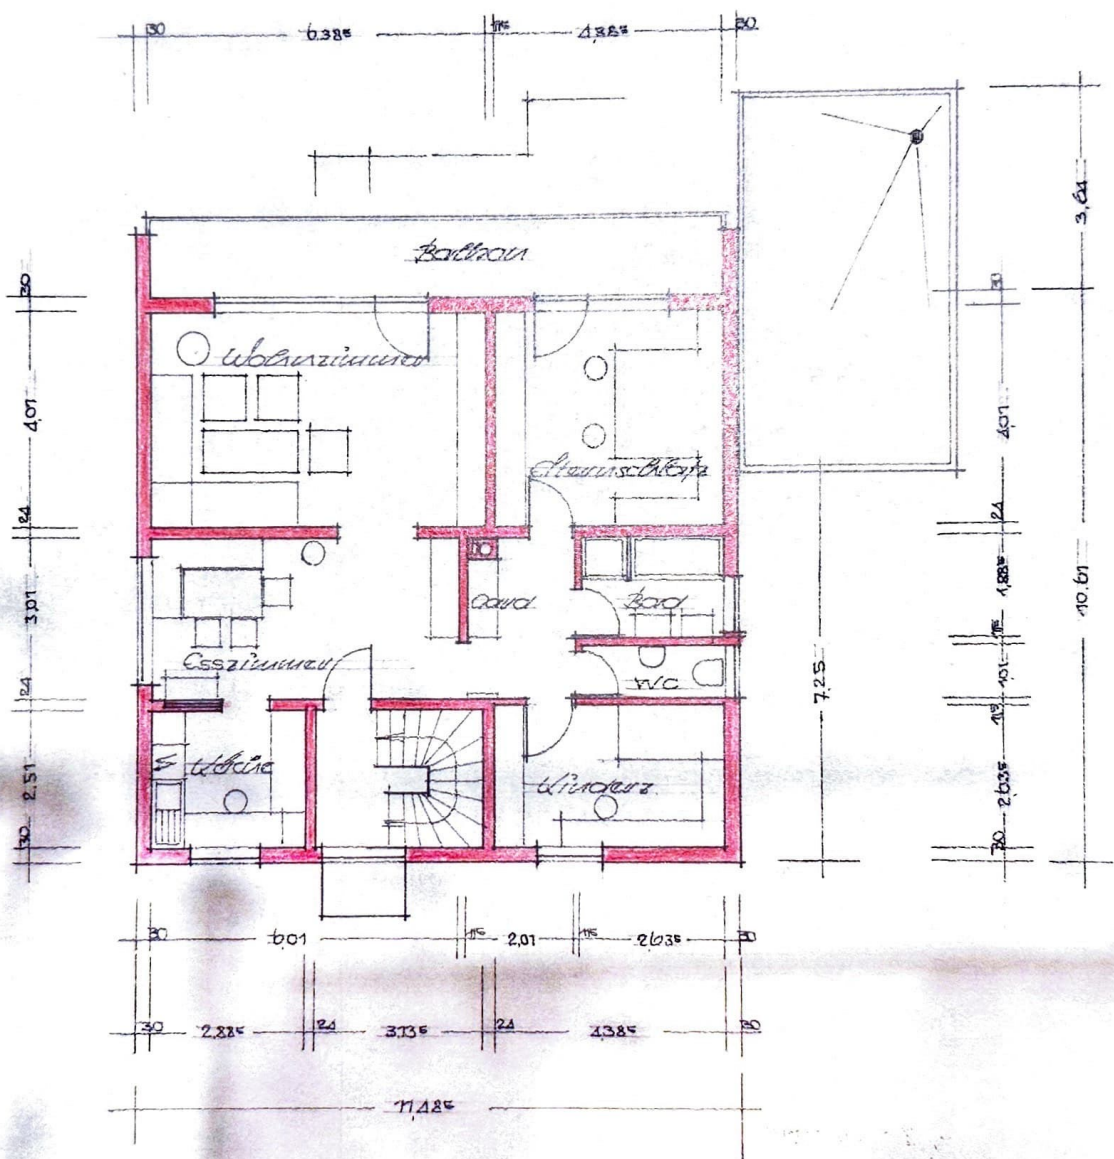 30 6.38⁵ 11⁵ 4.38⁵ 30
3,64
Balkon
30 30
Wohnzimmer
4,01 4,01
Elternschlafz
24 24
3,01 1,88⁵ 10.61
Gard Bad
11⁵
Esszimmer WC 1,01
7.25
24 11⁵
Küche Kinderz
2.51 2.63⁵
30 30
30 6,01 11⁵ 2,01 11⁵ 2.63⁵ 30
30 2.88⁵ 24 3.13⁵ 24 4.38⁵ 30
11,48⁵